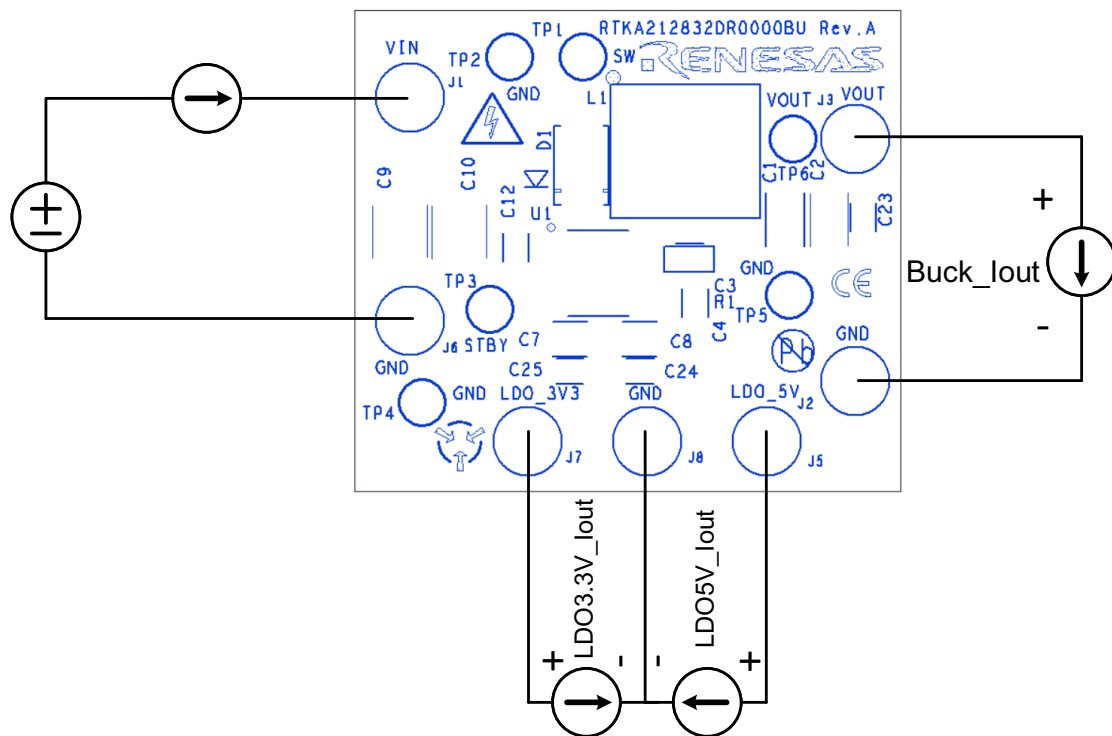 RTKA212832DR0000BU Rev.A
RENESAS
VIN
J1
TP2
GND
TP1
SW
L1
VOUT
J3
VOUT
C9
C10
C12
D1
U1
C1
TP6
C2
C23
+
Buck_Iout
-
TP3
STBY
J6
GND
C7
C25
C3
R1
C4
C8
C24
GND
TP5
CE
Pb
GND
J2
TP4
GND
LDO_3V3
J7
GND
J8
LDO_5V
J5
LDO3.3V_Iout
LDO5V_Iout
+
-
-
+